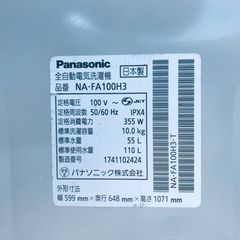 Panasonic
日本製
全自動電気洗濯機
品番 NA-FA100H3
定格電圧 100 V~
JET
定格周波数 50/60 Hz IPX4
定格消費電力 355 W
標準洗濯容量 10.0 kg
標準水量 55 L
標準使用水量 110 L
製造番号 1741102424
パナソニック株式会社
外形寸法
幅 599 mm × 奥行 648 mm × 高さ 1071 mm
NA-FA100H3-T